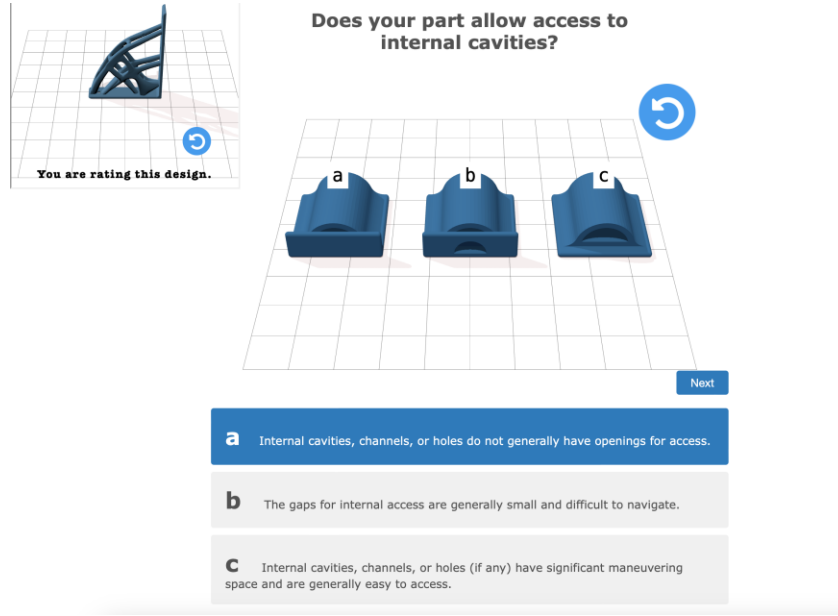 Does your part allow access to
internal cavities?
You are rating this design.
a
b
c
Next
a Internal cavities, channels, or holes do not generally have openings for access.
b The gaps for internal access are generally small and difficult to navigate.
c Internal cavities, channels, or holes (if any) have significant maneuvering
space and are generally easy to access.